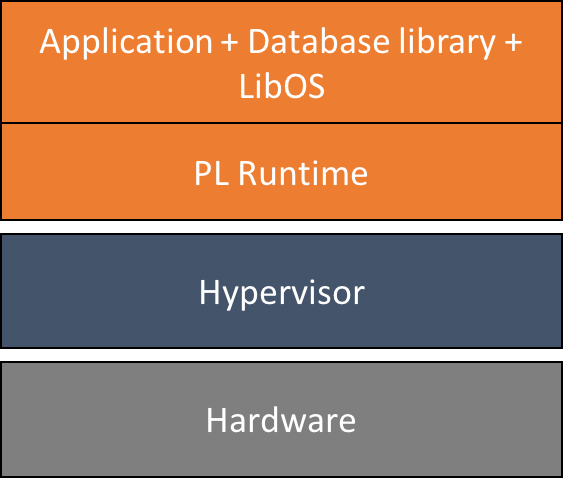 Application + Database library +
LibOS
PL Runtime
Hypervisor
Hardware